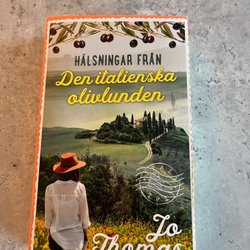 HÄLSNINGAR FRÅN
Den italienska
olivlunden
Jo
Thomas